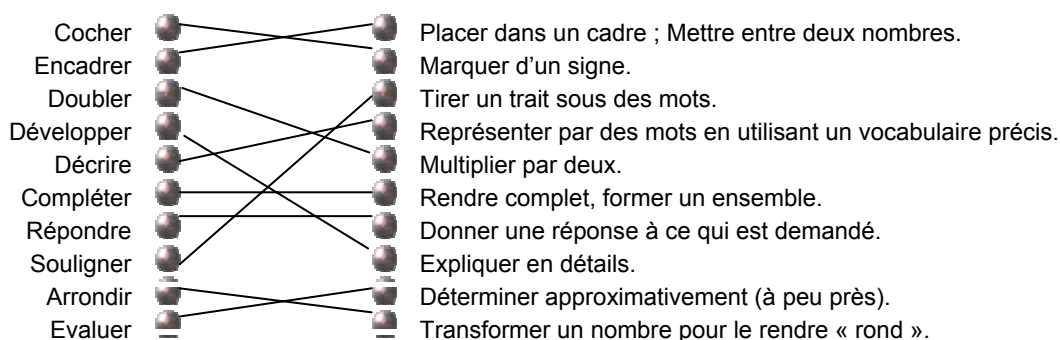 Cocher Placer dans un cadre ; Mettre entre deux nombres.
Encadrer Marquer d’un signe.
Doubler Tirer un trait sous des mots.
Développer Représenter par des mots en utilisant un vocabulaire précis.
Décrire Multiplier par deux.
Compléter Rendre complet, former un ensemble.
Répondre Donner une réponse à ce qui est demandé.
Souligner Expliquer en détails.
Arrondir Déterminer approximativement (à peu près).
Evaluer Transformer un nombre pour le rendre « rond ».